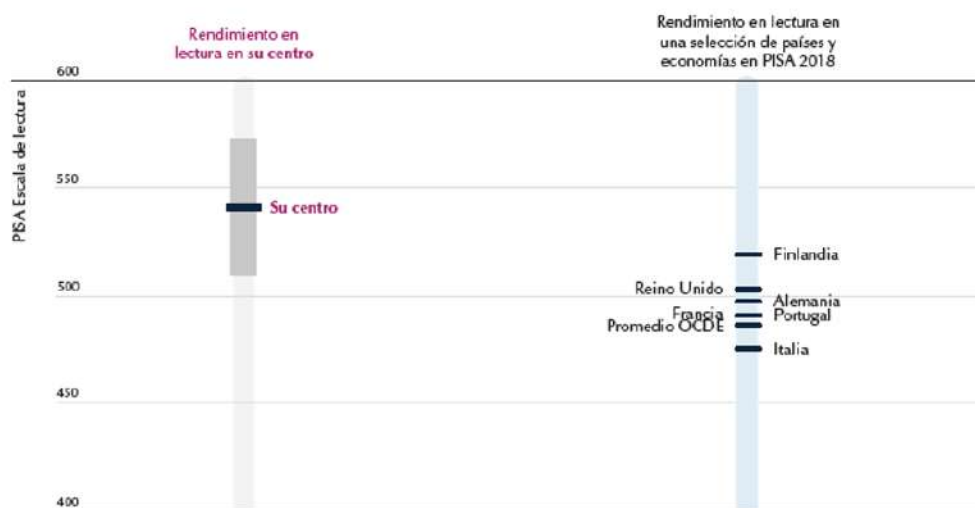 Rendimiento en
lectura en su centro
Rendimiento en lectura en
una selección de países y
economías en PISA 2018
PISA Escala de lectura
600
550
500
450
400
Su centro
Finlandia
Reino Unido
Alemania
Francia
Portugal
Promedio OCDE
Italia